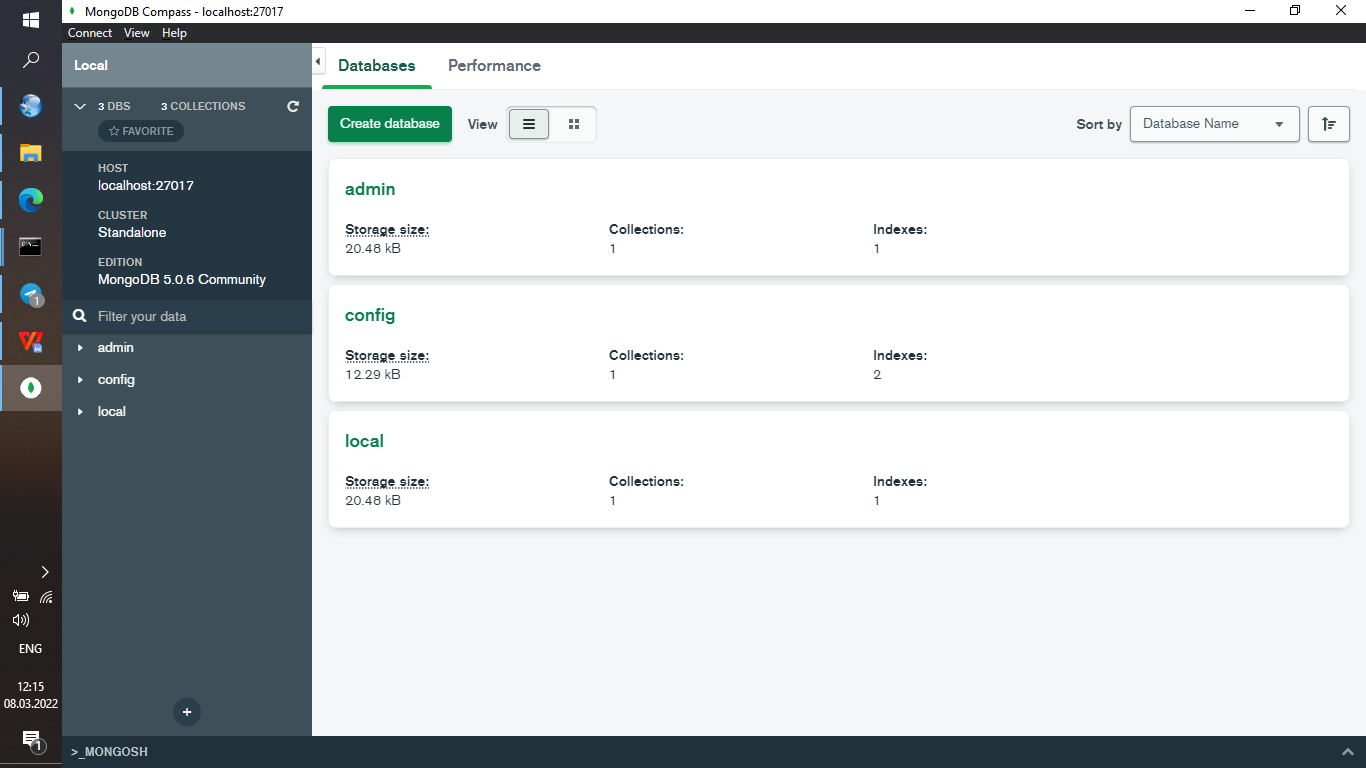 MongoDB Compass - localhost:27017
Connect View Help
Local
3 DBS 3 COLLECTIONS
FAVORITE
HOST
localhost:27017
CLUSTER
Standalone
EDITION
MongoDB 5.0.6 Community
Filter your data
admin
config
local
Databases Performance
Create database View Sort by Database Name
admin
Storage size: Collections: Indexes:
20.48 kB 1 1
config
Storage size: Collections: Indexes:
12.29 kB 1 2
local
Storage size: Collections: Indexes:
20.48 kB 1 1
>_MONGOSH
1
ENG
12:15
08.03.2022
1